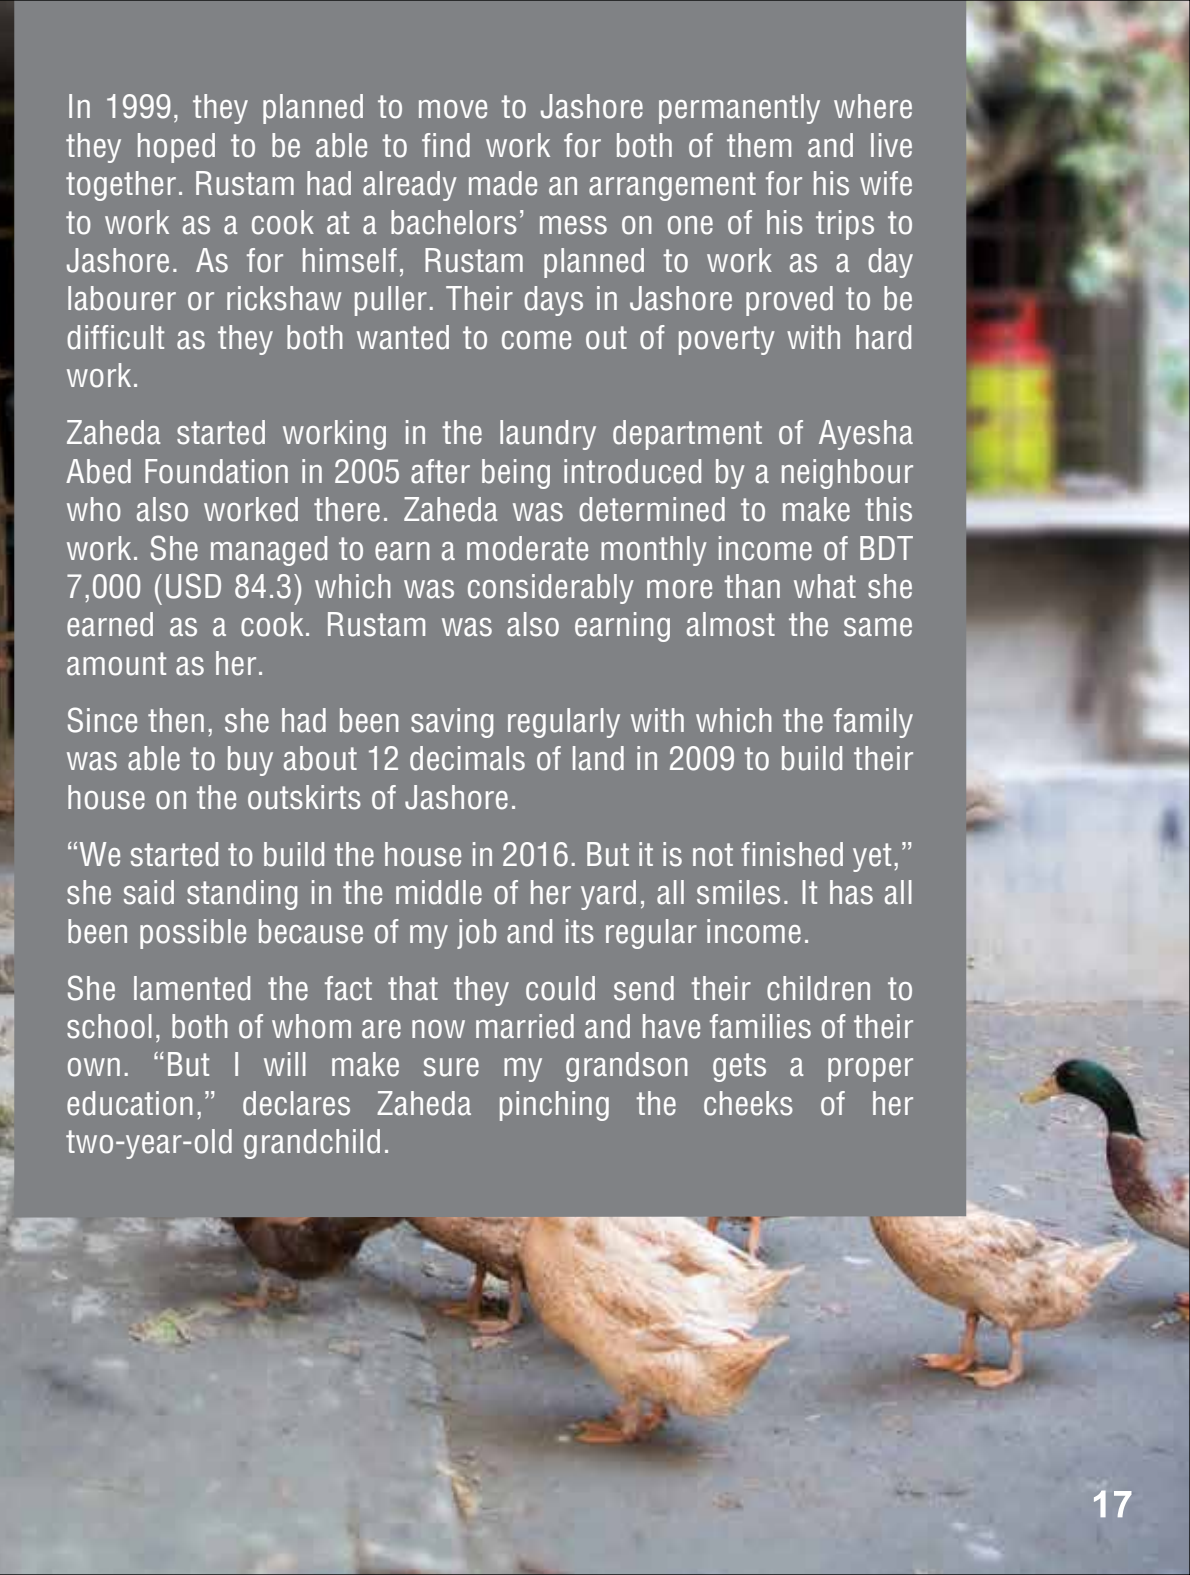 In 1999, they planned to move to Jashore permanently where
they hoped to be able to find work for both of them and live
together. Rustam had already made an arrangement for his wife
to work as a cook at a bachelors’ mess on one of his trips to
Jashore. As for himself, Rustam planned to work as a day
labourer or rickshaw puller. Their days in Jashore proved to be
difficult as they both wanted to come out of poverty with hard
work.
Zaheda started working in the laundry department of Ayesha
Abed Foundation in 2005 after being introduced by a neighbour
who also worked there. Zaheda was determined to make this
work. She managed to earn a moderate monthly income of BDT
7,000 (USD 84.3) which was considerably more than what she
earned as a cook. Rustam was also earning almost the same
amount as her.
Since then, she had been saving regularly with which the family
was able to buy about 12 decimals of land in 2009 to build their
house on the outskirts of Jashore.
“We started to build the house in 2016. But it is not finished yet,”
she said standing in the middle of her yard, all smiles. It has all
been possible because of my job and its regular income.
She lamented the fact that they could send their children to
school, both of whom are now married and have families of their
own. “But I will make sure my grandson gets a proper
education,” declares Zaheda pinching the cheeks of her
two-year-old grandchild.
17